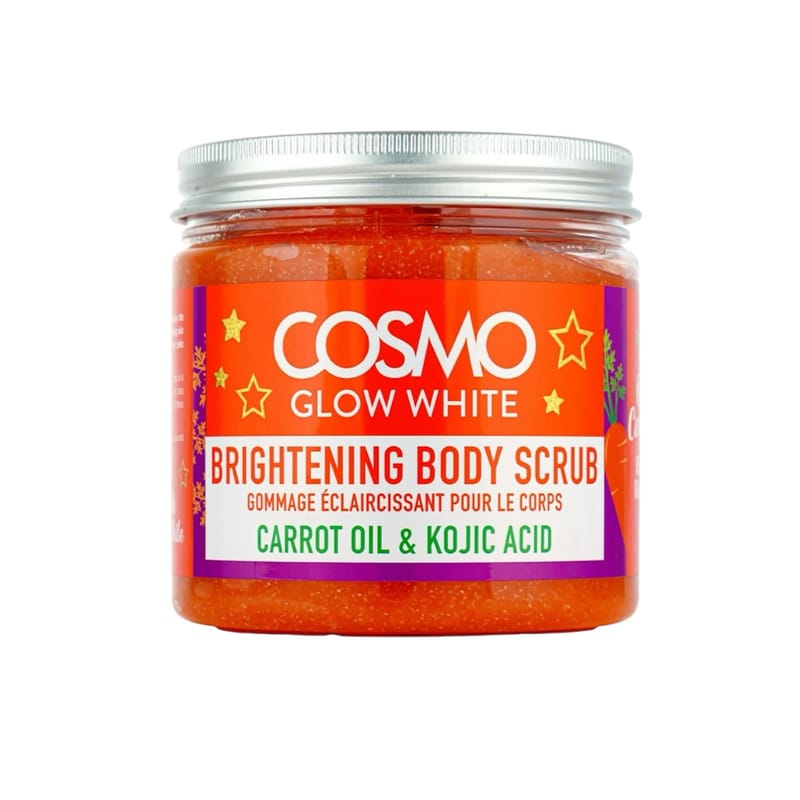 COSMO
GLOW WHITE
BRIGHTENING BODY SCRUB
GOMMAGE ÉCLAIRCISSANT POUR LE CORPS
CARROT OIL & KOJIC ACID